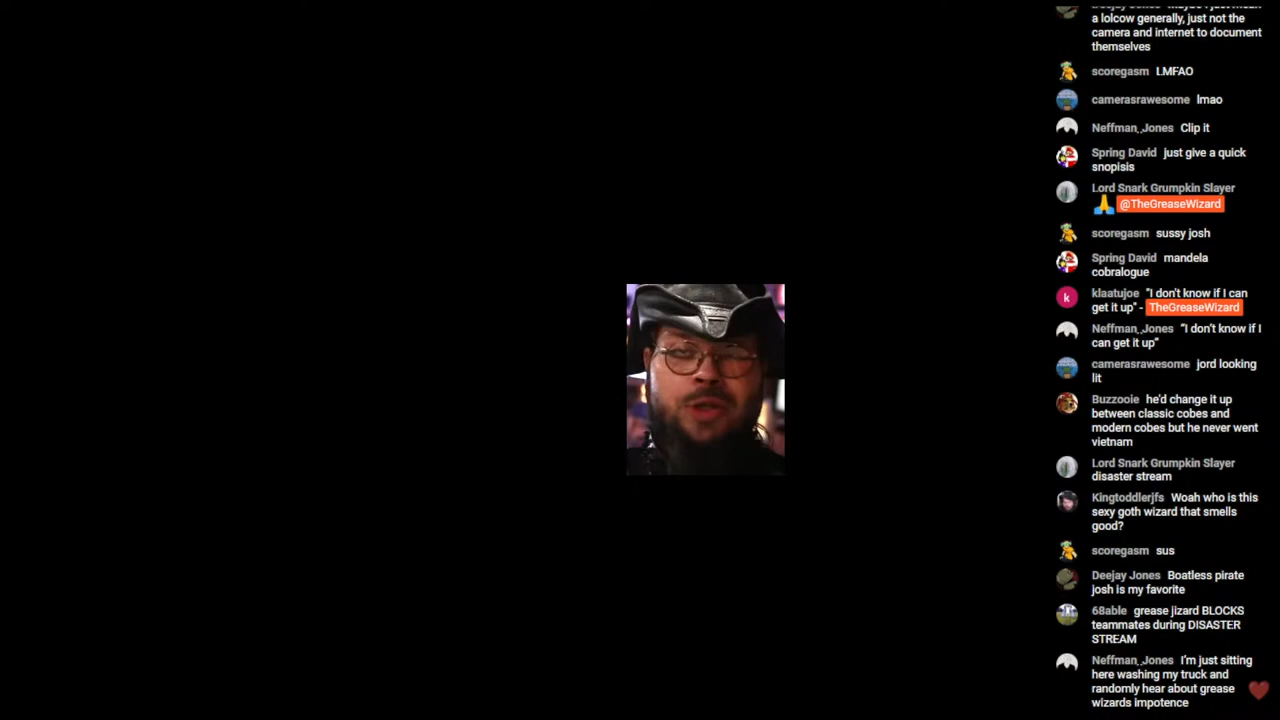 a lolcow generally, just not the
camera and internet to document
themselves
scoregasm LMFAO
camerasrawesome lmao
Neffman_Jones Clip it
Spring David just give a quick
snopisis
Lord Snark Grumpkin Slayer
🙏 @TheGreaseWizard
scoregasm sussy josh
Spring David mandela
cobralogue
k klaatujoe "I don't know if I can
get it up" - TheGreaseWizard
Neffman_Jones "I don't know if I
can get it up"
camerasrawesome jord looking
lit
Buzzooie he'd change it up
between classic cobes and
modern cobes but he never went
vietnam
Lord Snark Grumpkin Slayer
disaster stream
Kingtoddlerjfs Woah who is this
sexy goth wizard that smells
good?
scoregasm sus
Deejay Jones Boatless pirate
josh is my favorite
68able grease jizard BLOCKS
teammates during DISASTER
STREAM
Neffman_Jones I'm just sitting
here washing my truck and
randomly hear about grease
wizards impotence